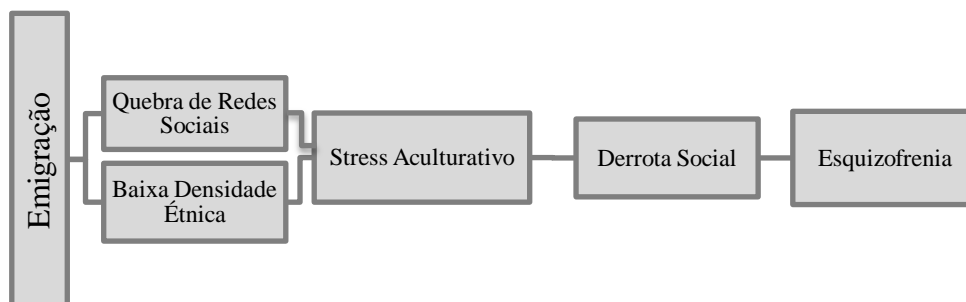 Emigração
Quebra de Redes
Sociais
Baixa Densidade
Étnica
Stress Aculturativo
Derrota Social
Esquizofrenia